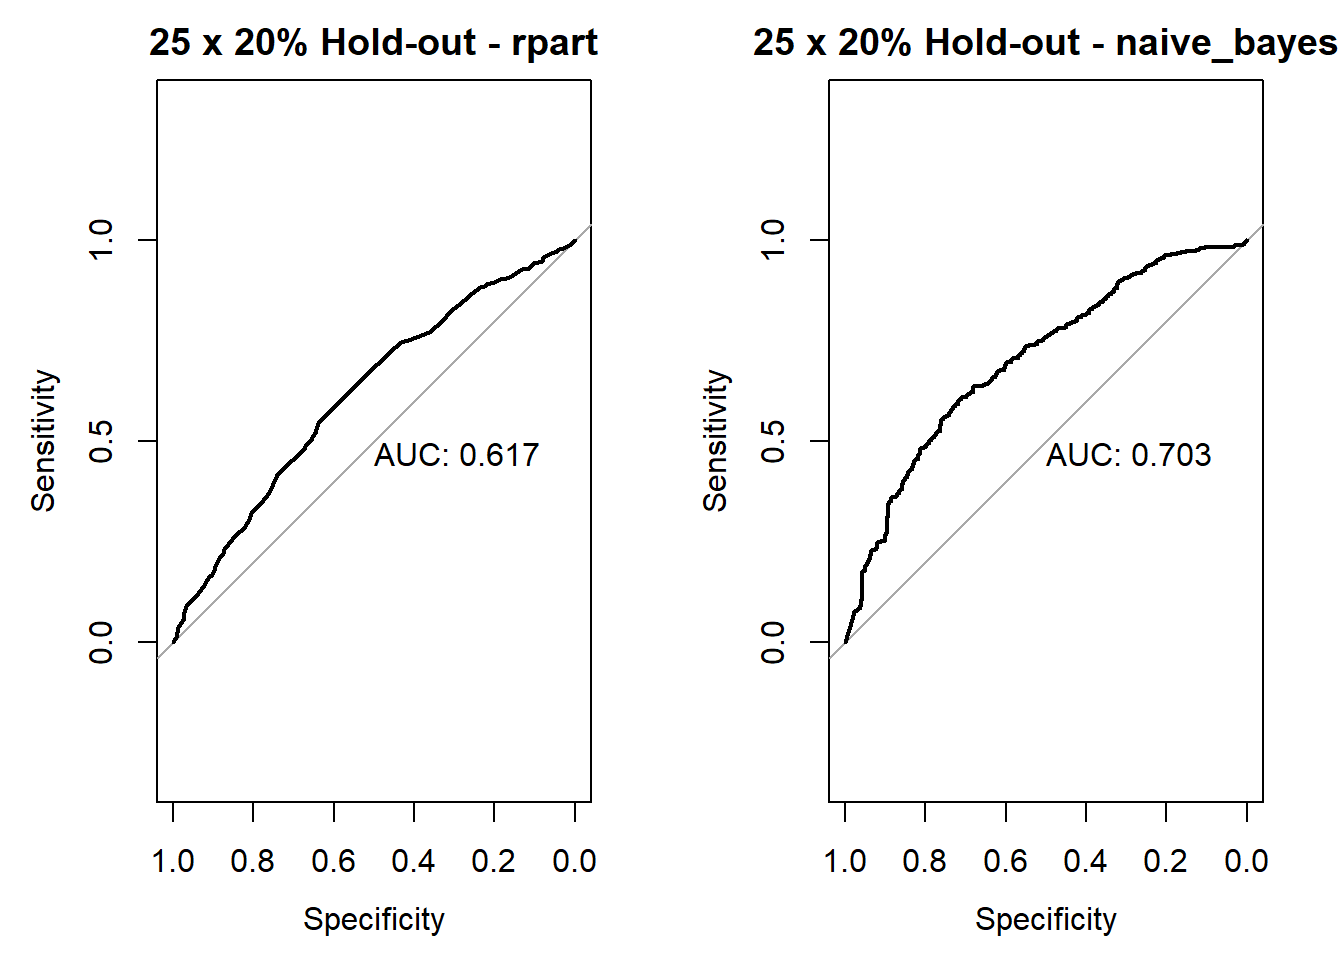 25 x 20% Hold-out - rpart
1.0
0.5
0.0
Sensitivity
AUC: 0.617
1.0 0.8 0.6 0.4 0.2 0.0
Specificity
25 x 20% Hold-out - naive_bayes
1.0
0.5
0.0
Sensitivity
AUC: 0.703
1.0 0.8 0.6 0.4 0.2 0.0
Specificity